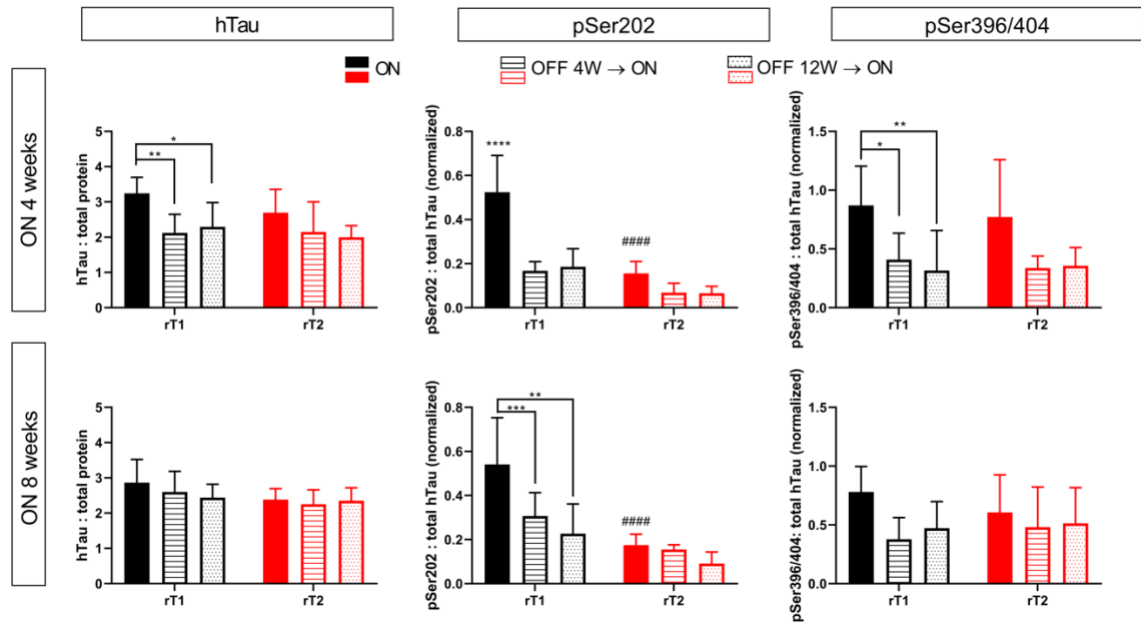 hTau
pSer202
pSer396/404
ON
OFF 4W → ON
OFF 12W → ON
ON 4 weeks
hTau : total protein
5
4
3
2
1
0
*
**
rT1
rT2
pSer202 : total hTau (normalized)
0.8
0.6
0.4
0.2
0.0
****
####
rT1
rT2
pSer396/404 : total hTau (normalized)
1.5
1.0
0.5
0.0
**
*
rT1
rT2
ON 8 weeks
hTau : total protein
5
4
3
2
1
0
rT1
rT2
pSer202 : total hTau (normalized)
0.8
0.6
0.4
0.2
0.0
**
***
####
rT1
rT2
pSer396/404: total hTau (normalized)
1.5
1.0
0.5
0.0
rT1
rT2